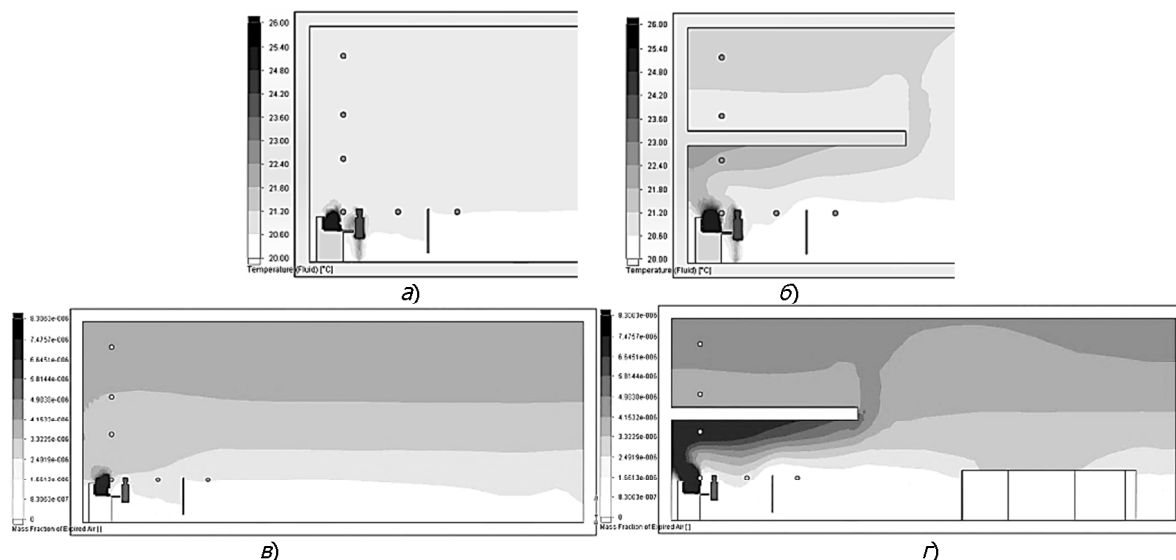 26.00
25.40
24.80
24.20
23.60
23.00
22.40
21.80
21.20
20.60
20.00
Temperature (Fluid) [°C]
а)
26.00
25.40
24.80
24.20
23.60
23.00
22.40
21.80
21.20
20.60
20.00
Temperature (Fluid) [°C]
б)
8.3063e-006
7.4757e-006
6.6451e-006
5.8144e-006
4.9838e-006
4.1532e-006
3.3225e-006
2.4919e-006
1.6613e-006
8.3063e-007
0
Mass Fraction of Expired Air [ ]
в)
8.3063e-006
7.4757e-006
6.6451e-006
5.8144e-006
4.9838e-006
4.1532e-006
3.3225e-006
2.4919e-006
1.6613e-006
8.3063e-007
0
Mass Fraction of Expired Air [ ]
г)